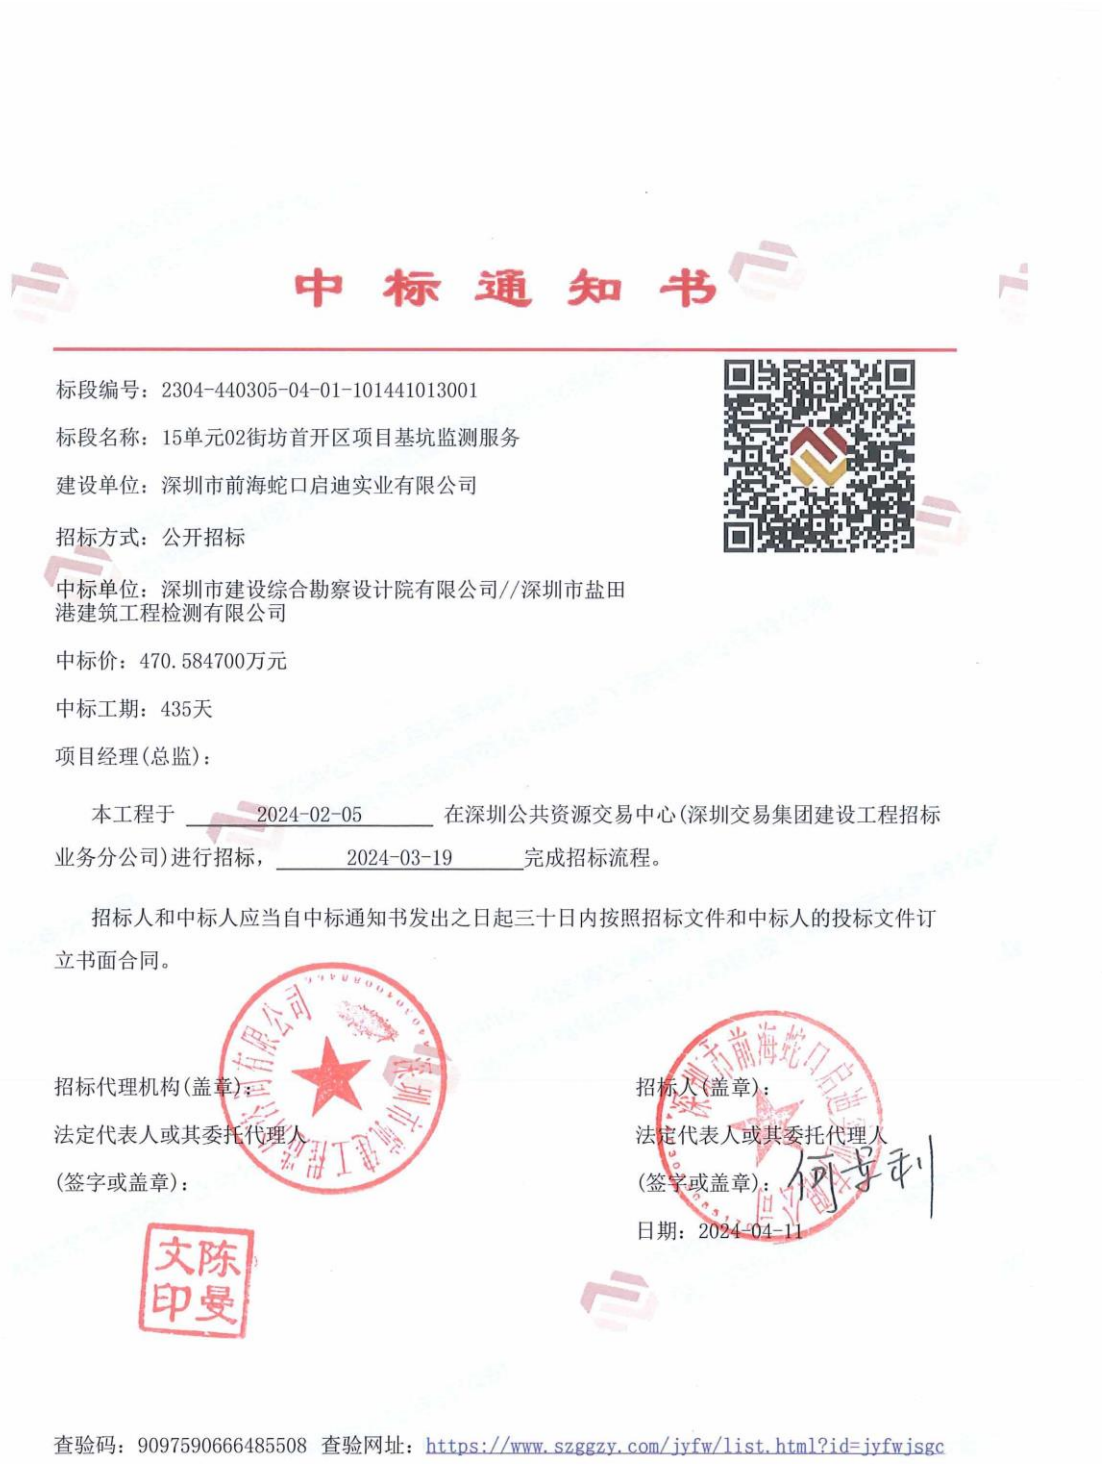 中标通知书
标段编号：2304-440305-04-01-101441013001
标段名称：15单元02街坊首开区项目基坑监测服务
建设单位：深圳市前海蛇口启迪实业有限公司
招标方式：公开招标
中标单位：深圳市建设综合勘察设计院有限公司//深圳市盐田
港建筑工程检测有限公司
中标价：470.584700万元
中标工期：435天
项目经理(总监)：
本工程于 2024-02-05 在深圳公共资源交易中心(深圳交易集团建设工程招标
业务分公司)进行招标， 2024-03-19 完成招标流程。
招标人和中标人应当自中标通知书发出之日起三十日内按照招标文件和中标人的投标文件订
立书面合同。
招标代理机构(盖章)：
法定代表人或其委托代理人
(签字或盖章)：
陈曼文印
招标人(盖章)：
法定代表人或其委托代理人
(签字或盖章)：
日期：2024-04-11
深圳市前海蛇口启迪实业有限公司
查验码：9097590666485508 查验网址：https://www.szggzy.com/jyfw/list.html?id=jyfwjsgc